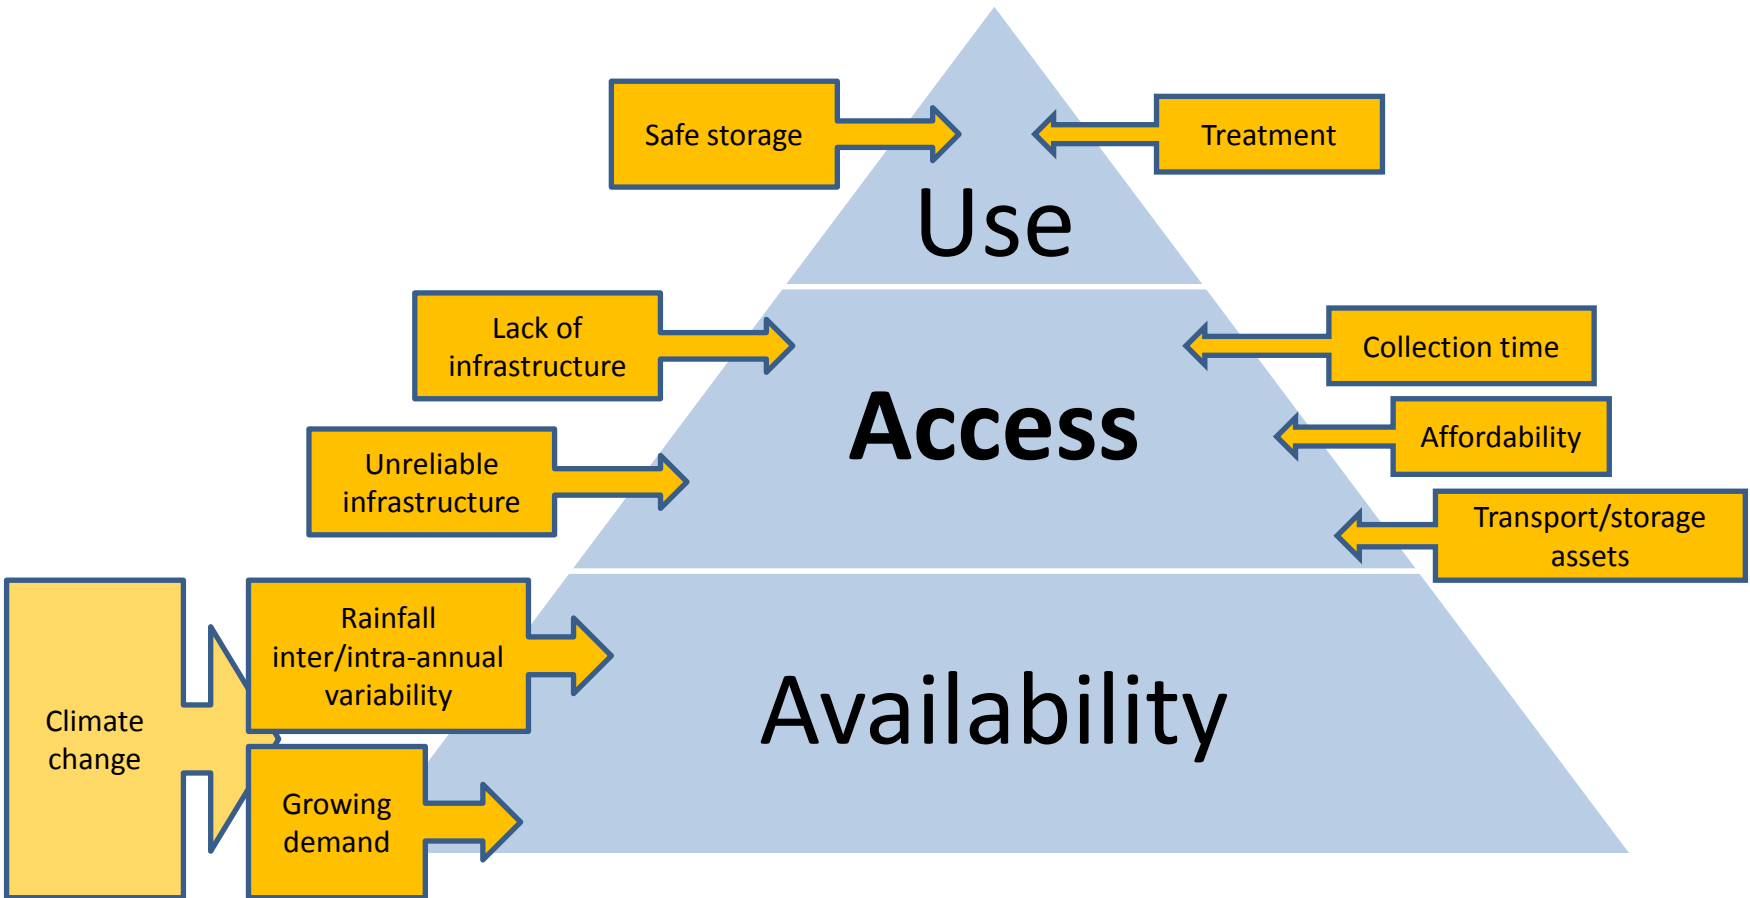 Safe storage
Treatment
Use
Lack of
infrastructure
Collection time
Access
Affordability
Unreliable
infrastructure
Transport/storage
assets
Rainfall
inter/intra-annual
variability
Availability
Climate
change
Growing
demand